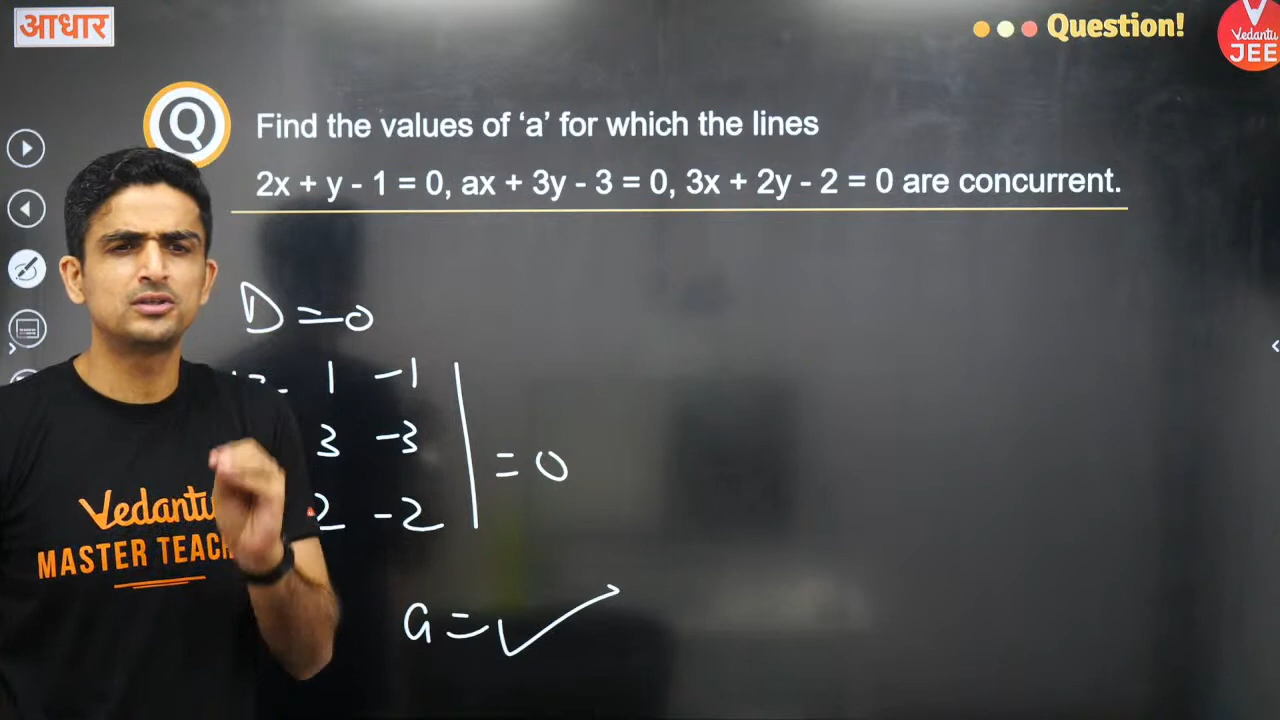 आधार
Question!
Vedantu
JEE
Q
Find the values of ‘a’ for which the lines
2x + y - 1 = 0, ax + 3y - 3 = 0, 3x + 2y - 2 = 0 are concurrent.
D = 0
1 -1
3 -3
= 0
2 -2
a = ✓
Vedantu
MASTER TEACH